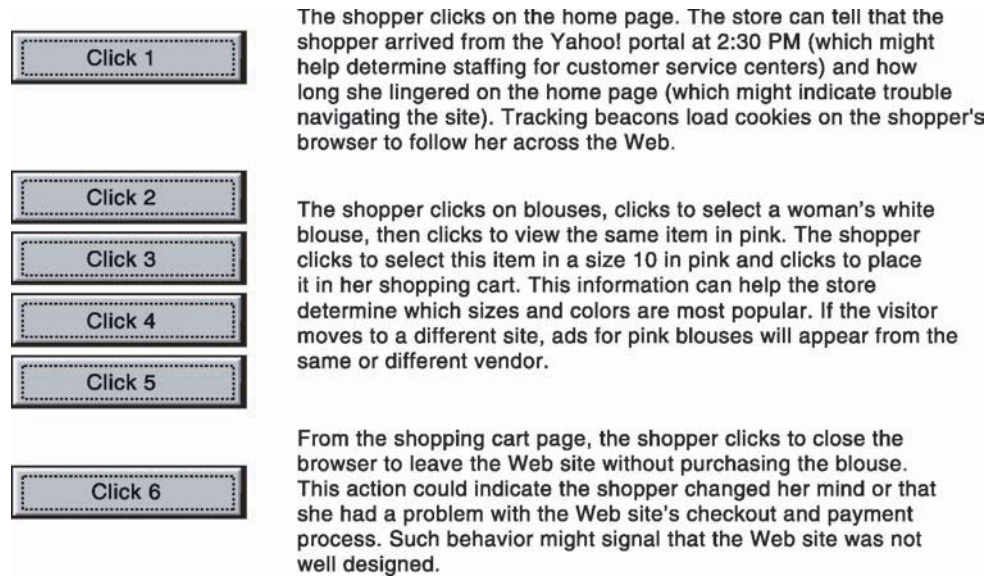 The shopper clicks on the home page. The store can tell that the
Click 1
shopper arrived from the Yahoo! portal at 2:30 PM (which might
help determine staffing for customer service centers) and how
long she lingered on the home page (which might indicate trouble
navigating the site). Tracking beacons load cookies on the shopper's
browser to follow her across the Web.
Click 2
Click 3
Click 4
Click 5
The shopper clicks on blouses, clicks to select a woman's white
blouse, then clicks to view the same item in pink. The shopper
clicks to select this item in a size 10 in pink and clicks to place
it in her shopping cart. This information can help the store
determine which sizes and colors are most popular. If the visitor
moves to a different site, ads for pink blouses will appear from the
same or different vendor.
Click 6
From the shopping cart page, the shopper clicks to close the
browser to leave the Web site without purchasing the blouse.
This action could indicate the shopper changed her mind or that
she had a problem with the Web site's checkout and payment
process. Such behavior might signal that the Web site was not
well designed.